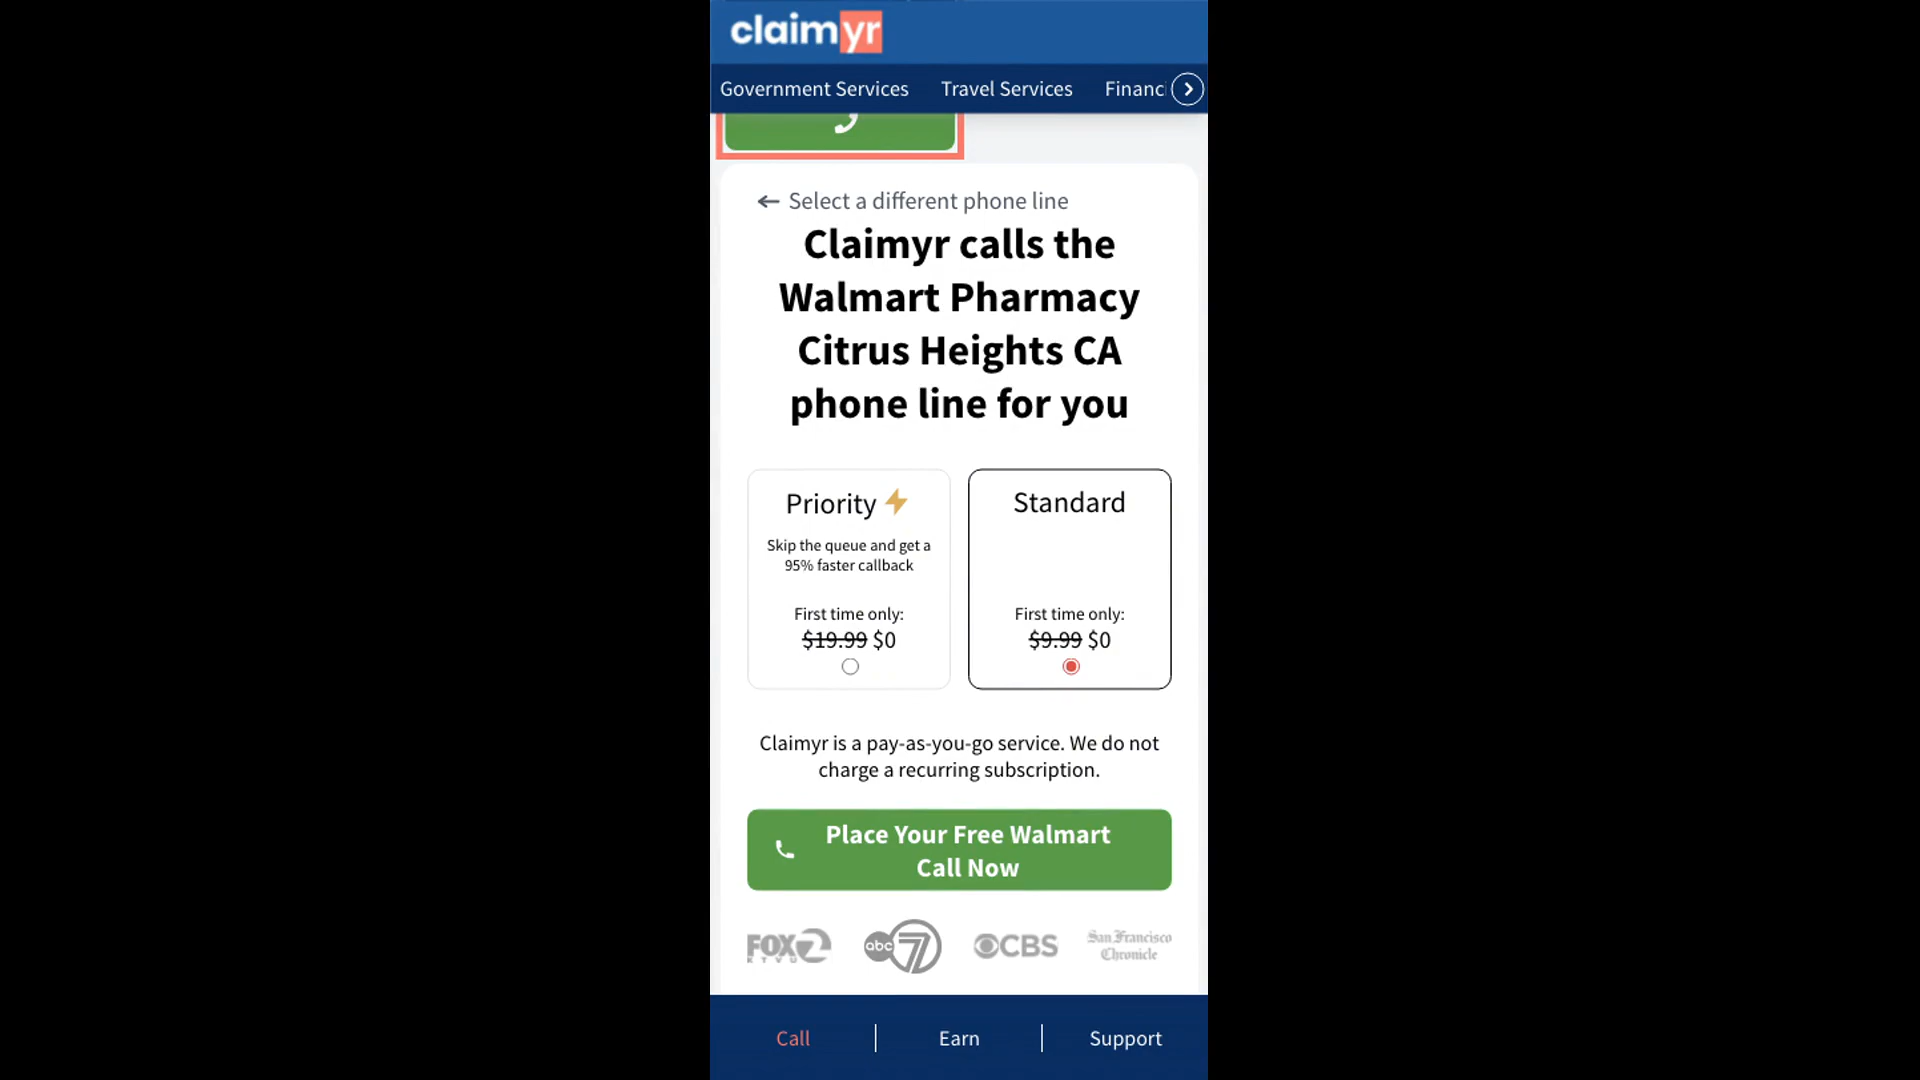 claimyr
Government Services Travel Services Financ
Select a different phone line
Claimyr calls the
Walmart Pharmacy
Citrus Heights CA
phone line for you
Priority
Skip the queue and get a
95% faster callback
First time only:
$19.99 $0
Standard
First time only:
$9.99 $0
Claimyr is a pay-as-you-go service. We do not
charge a recurring subscription.
Place Your Free Walmart
Call Now
FOX 2
KTVU
abc 7
CBS
San Francisco
Chronicle
Call Earn Support